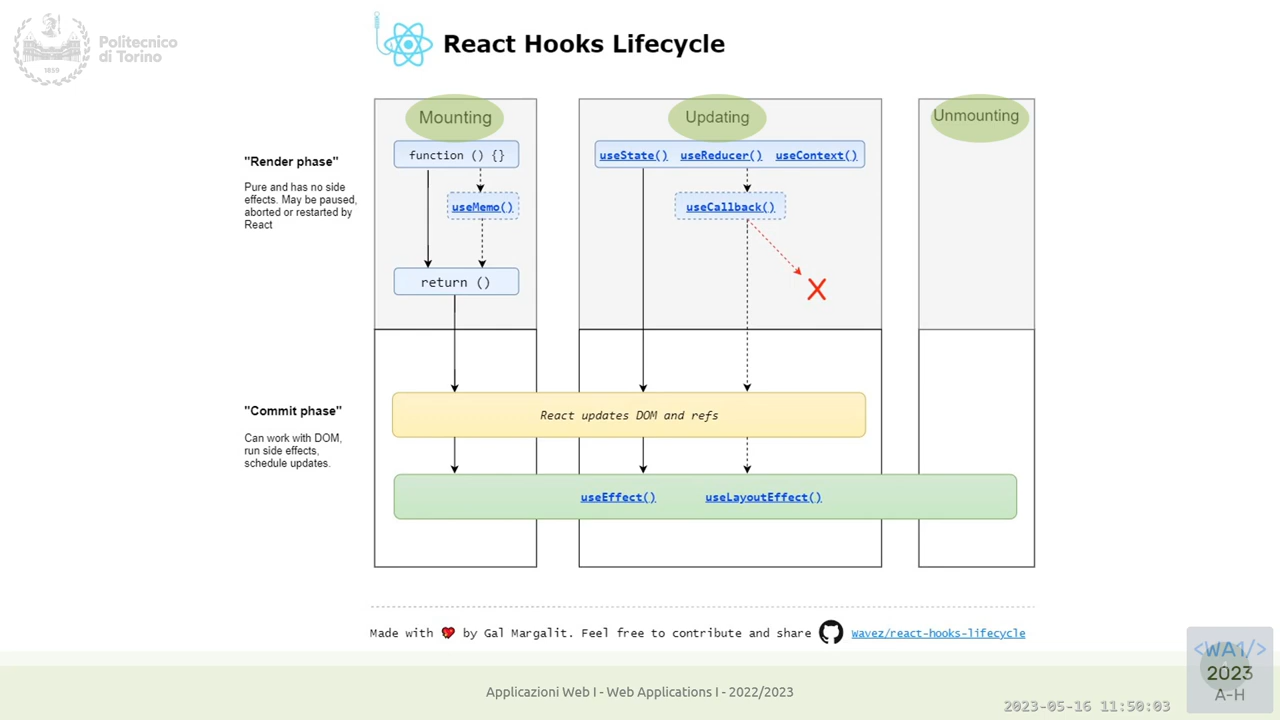 Politecnico
di Torino
1859
React Hooks Lifecycle
Mounting
Updating
Unmounting
"Render phase"
Pure and has no side
effects. May be paused,
aborted or restarted by
React
function () {}
useMemo()
return ()
useState() useReducer() useContext()
useCallback()
X
"Commit phase"
Can work with DOM,
run side effects,
schedule updates.
React updates DOM and refs
useEffect() useLayoutEffect()
Made with ❤ by Gal Margalit. Feel free to contribute and share Wavez/react-hooks-lifecycle
Applicazioni Web I - Web Applications I - 2022/2023
2023-05-16 11:50:03
<WA1/>
2023
A-H